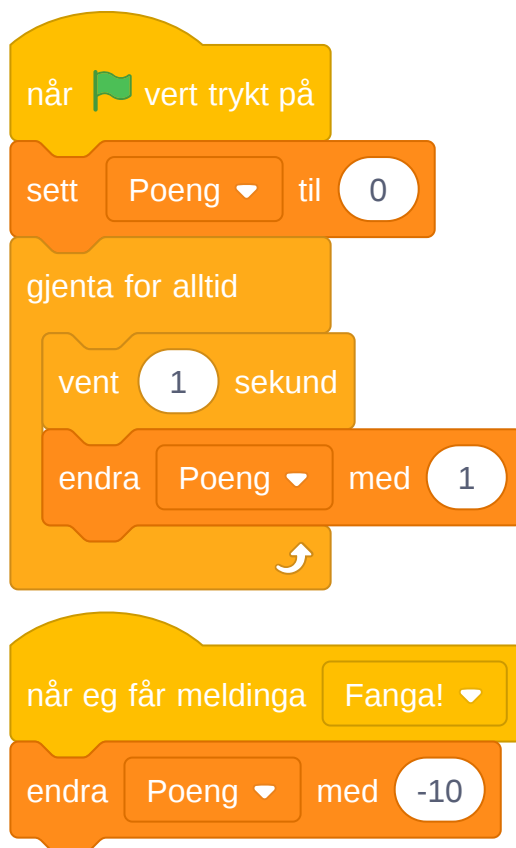 når vert trykt på
sett Poeng til 0
gjenta for alltid
vent 1 sekund
endra Poeng med 1
når eg får meldinga Fanga!
endra Poeng med -10